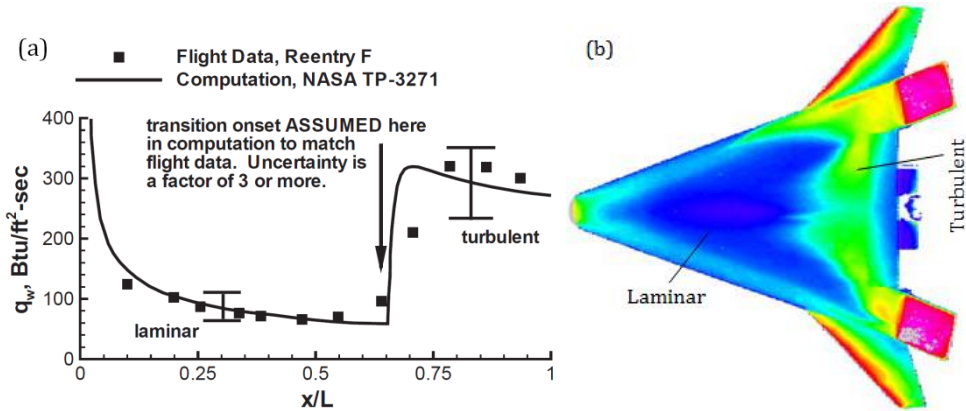 (a)
Flight Data, Reentry F
Computation, NASA TP-3271
q_w, Btu/ft²-sec
400
300
200
100
0
transition onset ASSUMED here
in computation to match
flight data. Uncertainty is
a factor of 3 or more.
laminar
turbulent
0
0.25
0.5
0.75
1
x/L
(b)
Laminar
Turbulent